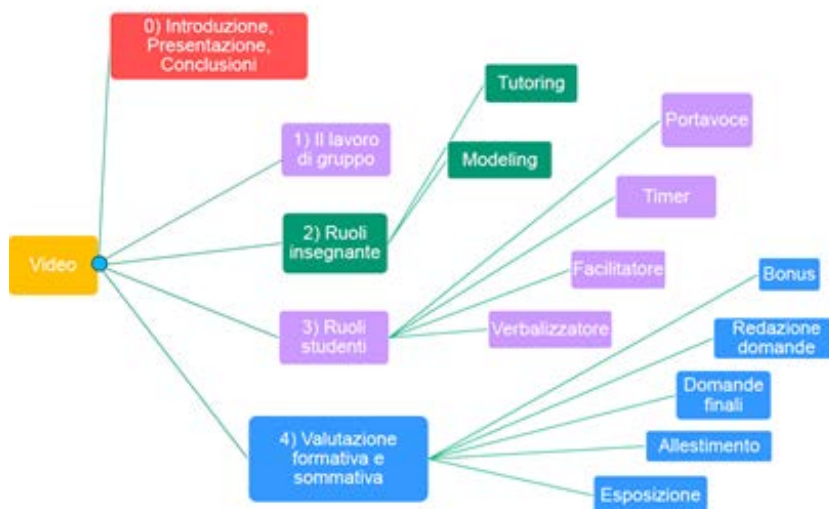 0) Introduzione,
Presentazione,
Conclusioni
Tutoring
Portavoce
1) Il lavoro
di gruppo
Modeling
Timer
2) Ruoli
insegnante
Video
Facilitatore
Bonus
3) Ruoli
studenti
Verbalizzatore
Redazione
domande
Domande
finali
4) Valutazione
formativa e
sommativa
Allestimento
Esposizione